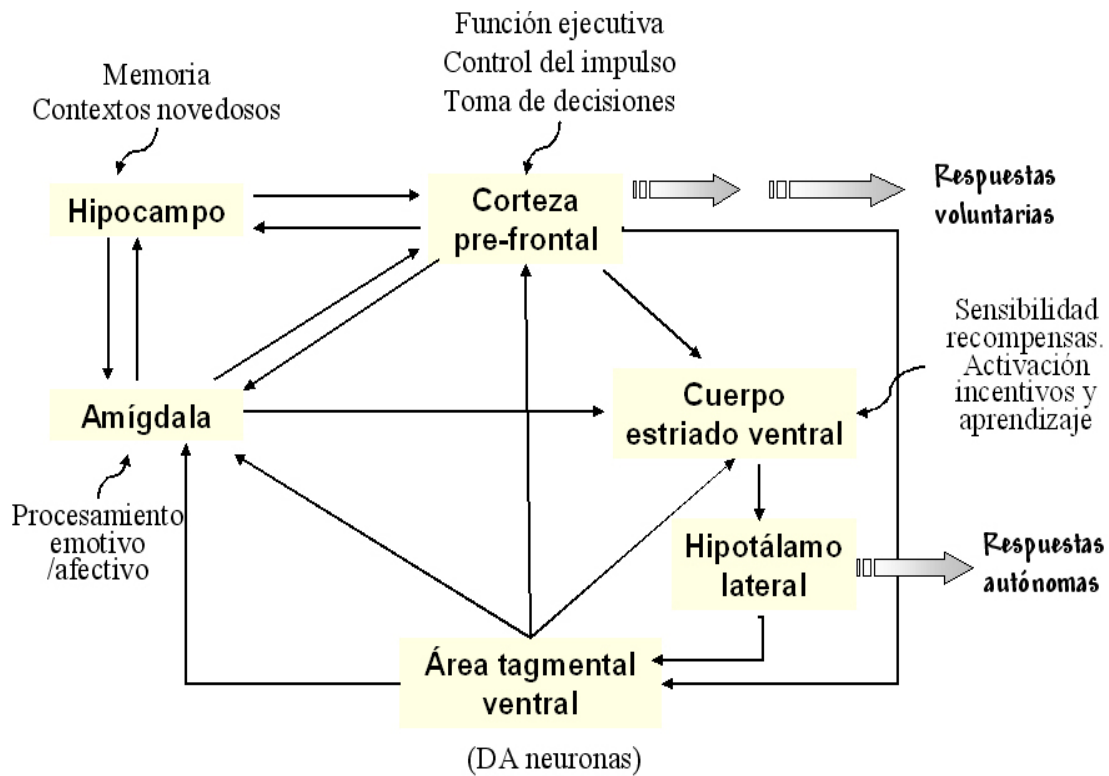 Función ejecutiva
Control del impulso
Toma de decisiones
Memoria
Contextos novedosos
Hipocampo
Corteza
pre-frontal
Respuestas
voluntarias
Sensibilidad
recompensas.
Activación
incentivos y
aprendizaje
Amígdala
Cuerpo
estriado ventral
Procesamiento
emotivo
/afectivo
Hipotálamo
lateral
Respuestas
autónomas
Área tagmental
ventral
(DA neuronas)